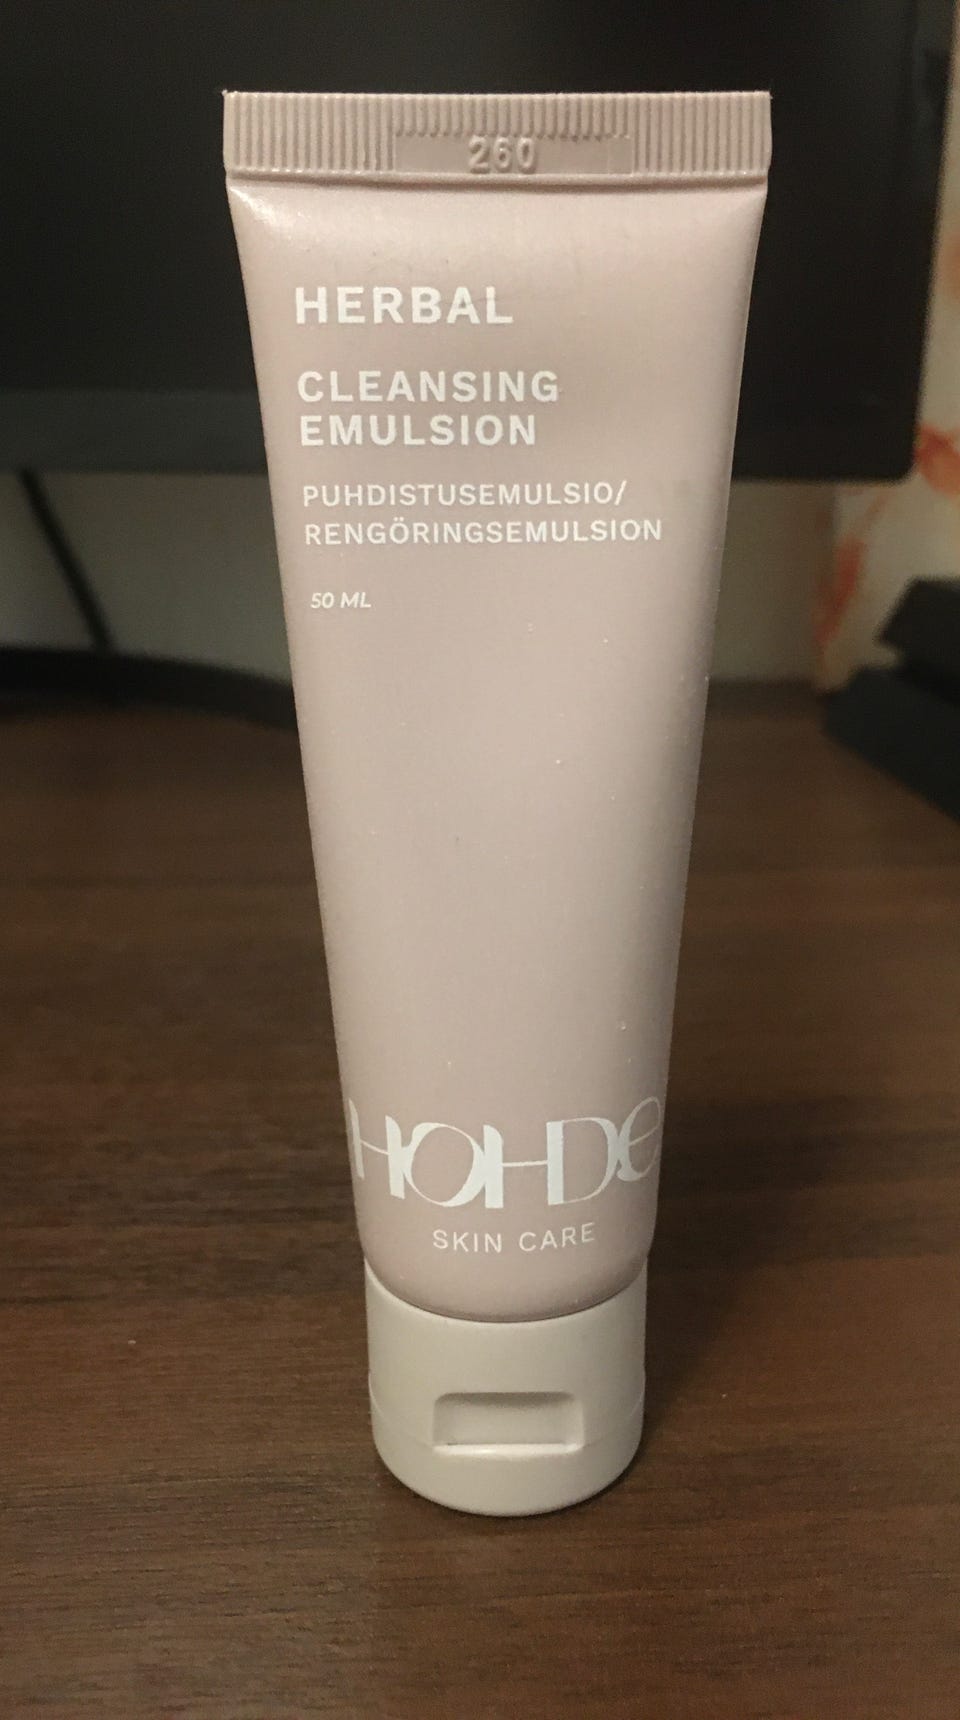 260
HERBAL
CLEANSING
EMULSION
PUHDISTUSEMULSIO/
RENGÖRINGSEMULSION
50 ML
HOHDE
SKIN CARE